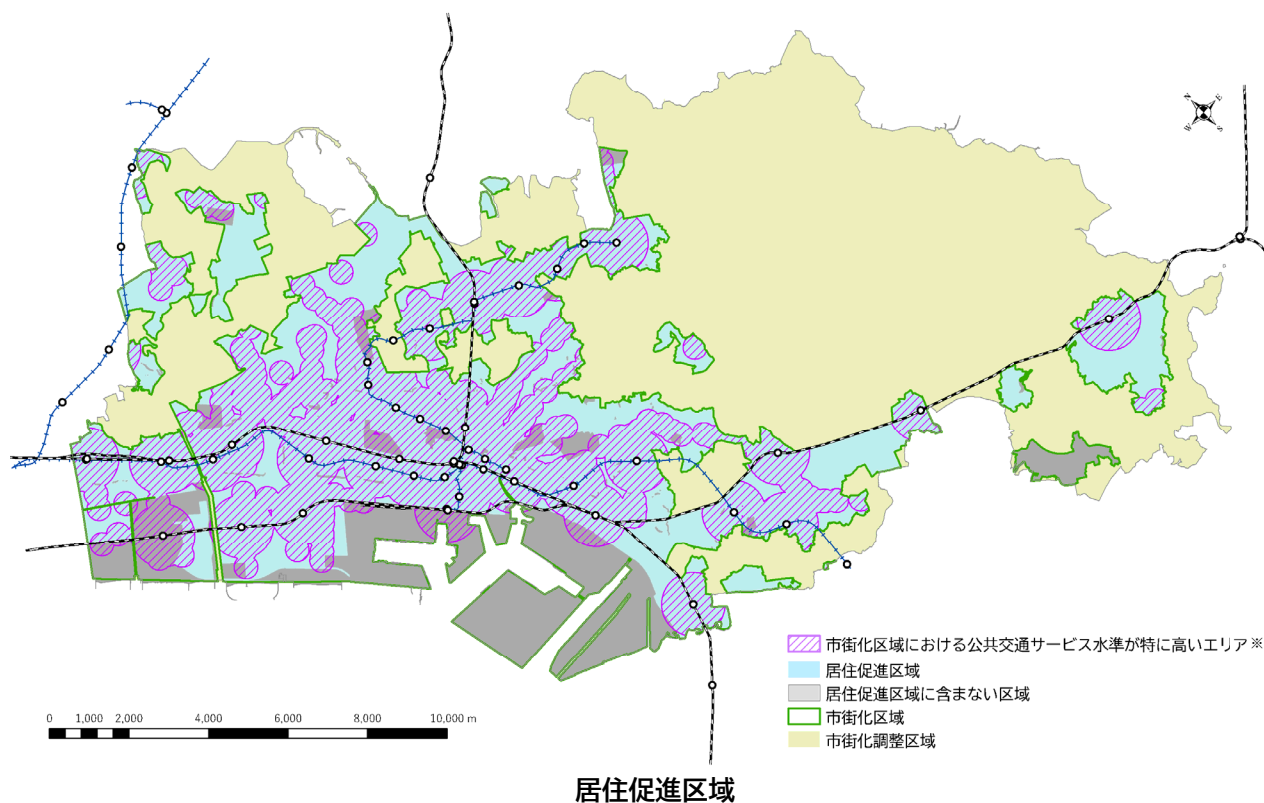 N E
W S
市街化区域における公共交通サービス水準が特に高いエリア※
居住促進区域
居住促進区域に含まない区域
市街化区域
市街化調整区域
0 1,000 2,000 4,000 6,000 8,000 10,000 m
居住促進区域